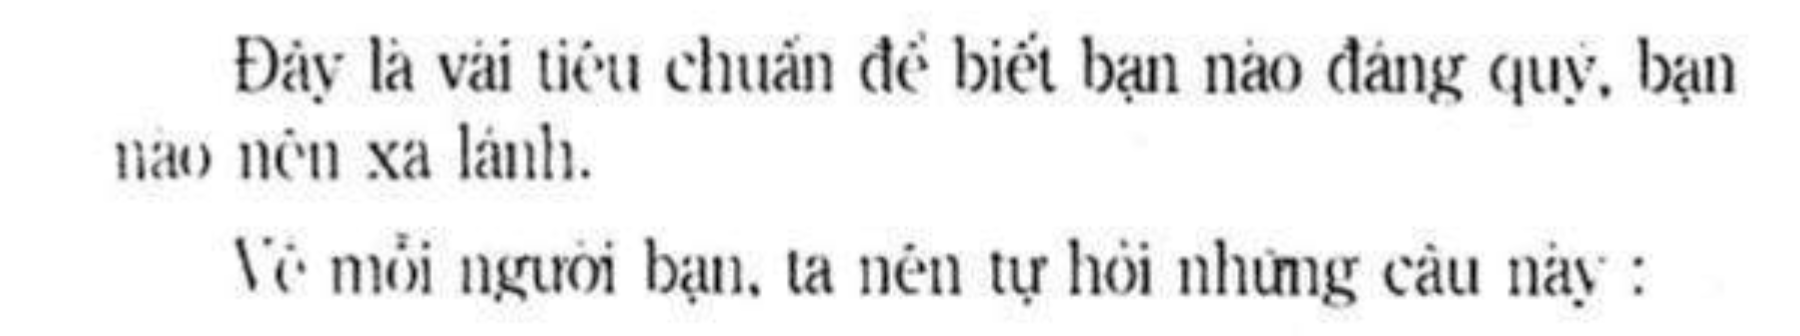 Đây là vài tiêu chuẩn để biết bạn nào đáng quý, bạn
nào nên xa lánh.
Về mỗi người bạn, ta nên tự hỏi những câu này :